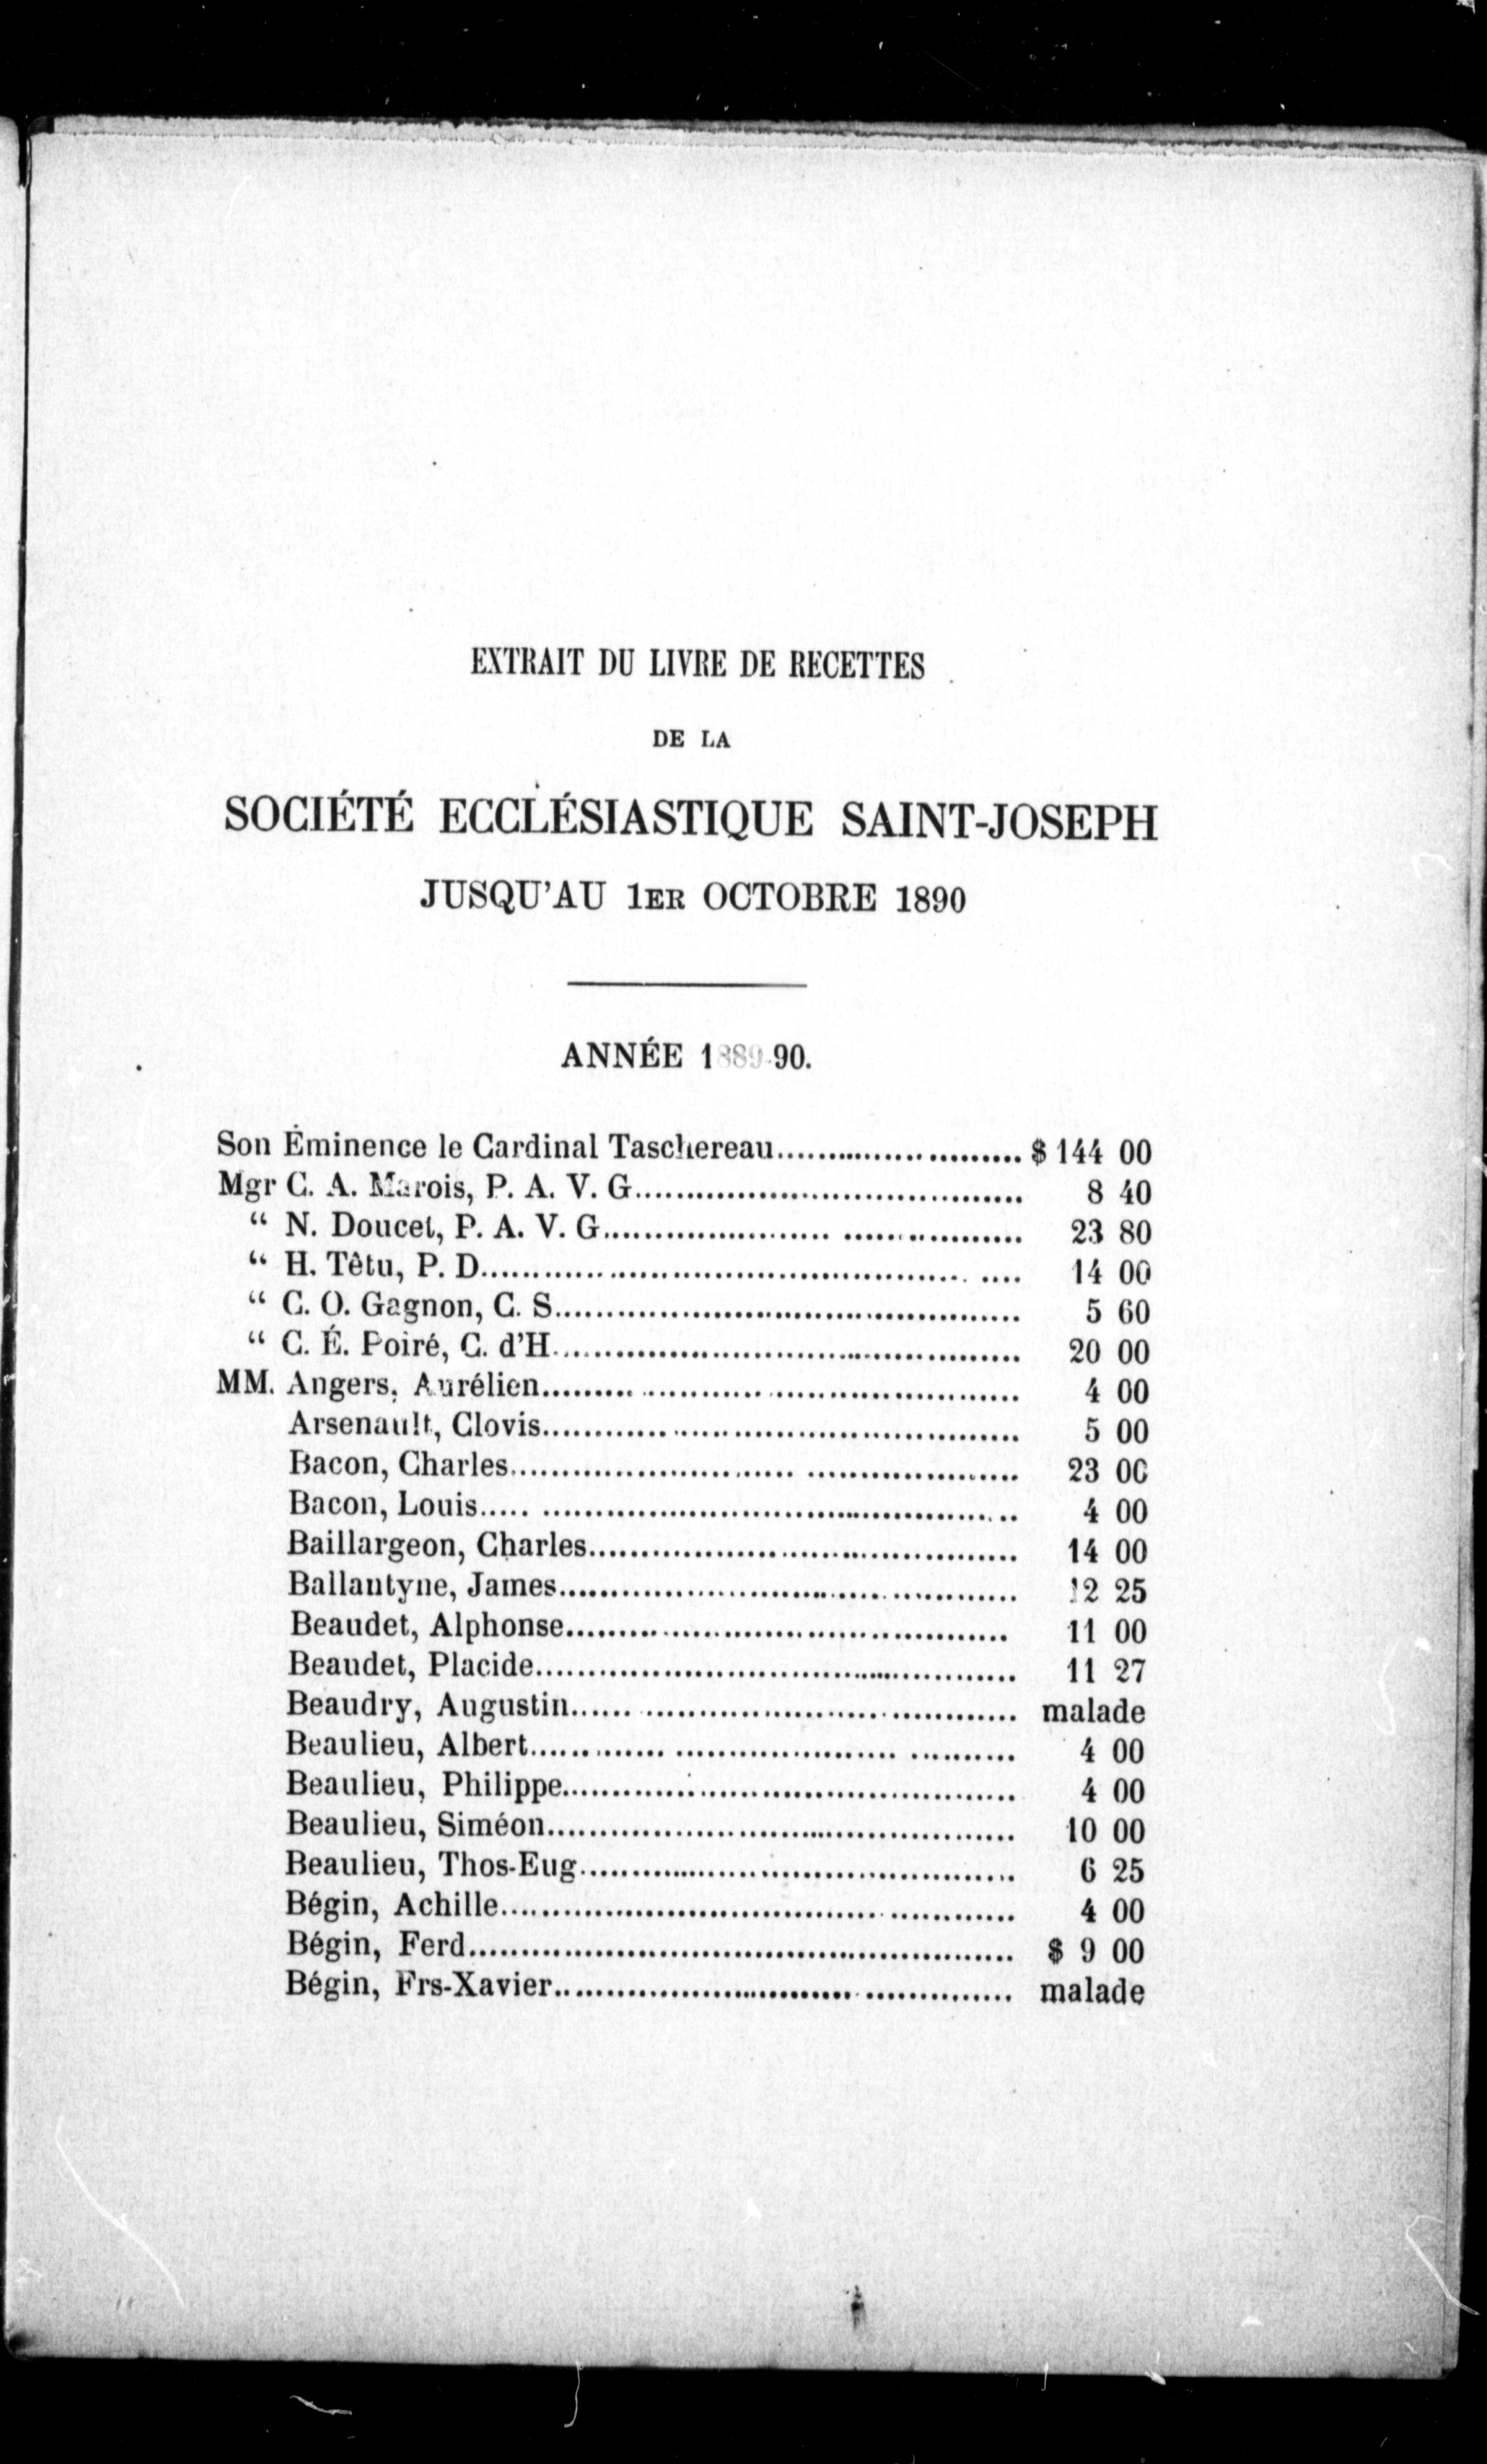 EXTRAIT DU LIVRE DE RECETTES
DE LA
SOCIÉTÉ ECCLÉSIASTIQUE SAINT-JOSEPH
JUSQU'AU 1ER OCTOBRE 1890
ANNÉE 1889-90.
Son Éminence le Cardinal Taschereau........................ $ 144 00
Mgr C. A. Marois, P. A. V. G...................................... 8 40
“ N. Doucet, P. A. V. G...................... ................. 23 80
“ H. Têtu, P. D............................................... .... 14 00
“ C. O. Gagnon, C. S............................................. 5 60
“ C. É. Poiré, C. d'H............................................. 20 00
MM. Angers, Aurélien......... ............ ........................ 4 00
Arsenault, Clovis............ ................................. 5 00
Bacon, Charles........................... ..................... 23 00
Bacon, Louis..... .............................................. 4 00
Baillargeon, Charles......................................... 14 00
Ballantyne, James............................... ............ 12 25
Beaudet, Alphonse.......................................... 11 00
Beaudet, Placide.............................................. 11 27
Beaudry, Augustin...... ....................... ............ malade
Beaulieu, Albert............. ..................... .......... 4 00
Beaulieu, Philippe............................................ 4 00
Beaulieu, Siméon............................................. 10 00
Beaulieu, Thos-Eug.......................................... 6 25
Bégin, Achille.................................... ............ 4 00
Bégin, Ferd..................................................... $ 9 00
Bégin, Frs-Xavier............................. .............. malade